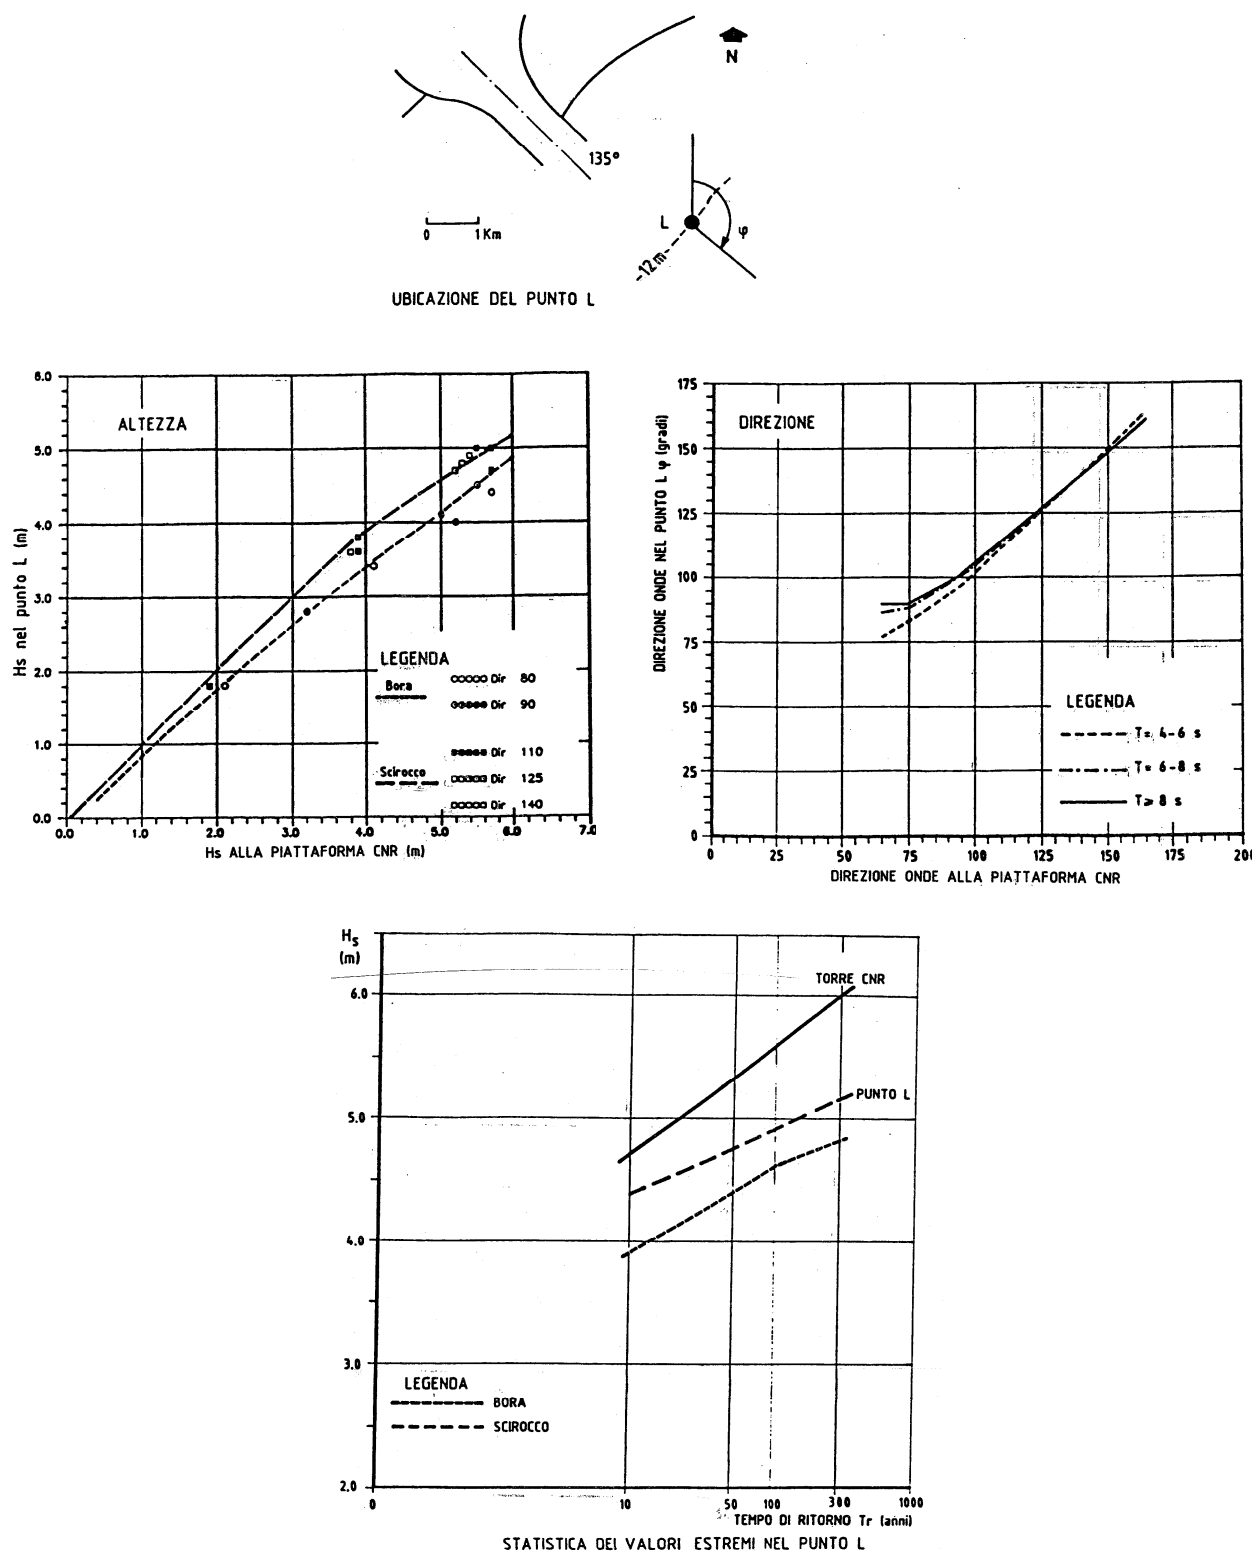 N
135°
L
φ
0 1 Km
-12 m-
UBICAZIONE DEL PUNTO L
ALTEZZA
Hs nel punto L (m)
6.0
5.0
4.0
3.0
2.0
1.0
0.0
LEGENDA
Bora
Dir 80
Dir 90
Dir 110
Scirocco
Dir 125
Dir 140
0.0 1.0 2.0 3.0 4.0 5.0 6.0 7.0
Hs ALLA PIATTAFORMA CNR (m)
DIREZIONE
DIREZIONE ONDE NEL PUNTO L φ (gradi)
175
150
125
100
75
50
25
0
LEGENDA
T= 4-6 s
T= 6-8 s
T≥ 8 s
0 25 50 75 100 125 150 175 200
DIREZIONE ONDE ALLA PIATTAFORMA CNR
Hs
(m)
6.0
5.0
4.0
3.0
2.0
TORRE CNR
PUNTO L
LEGENDA
BORA
SCIROCCO
0 10 50 100 300 1000
TEMPO DI RITORNO Tr (anni)
STATISTICA DEI VALORI ESTREMI NEL PUNTO L